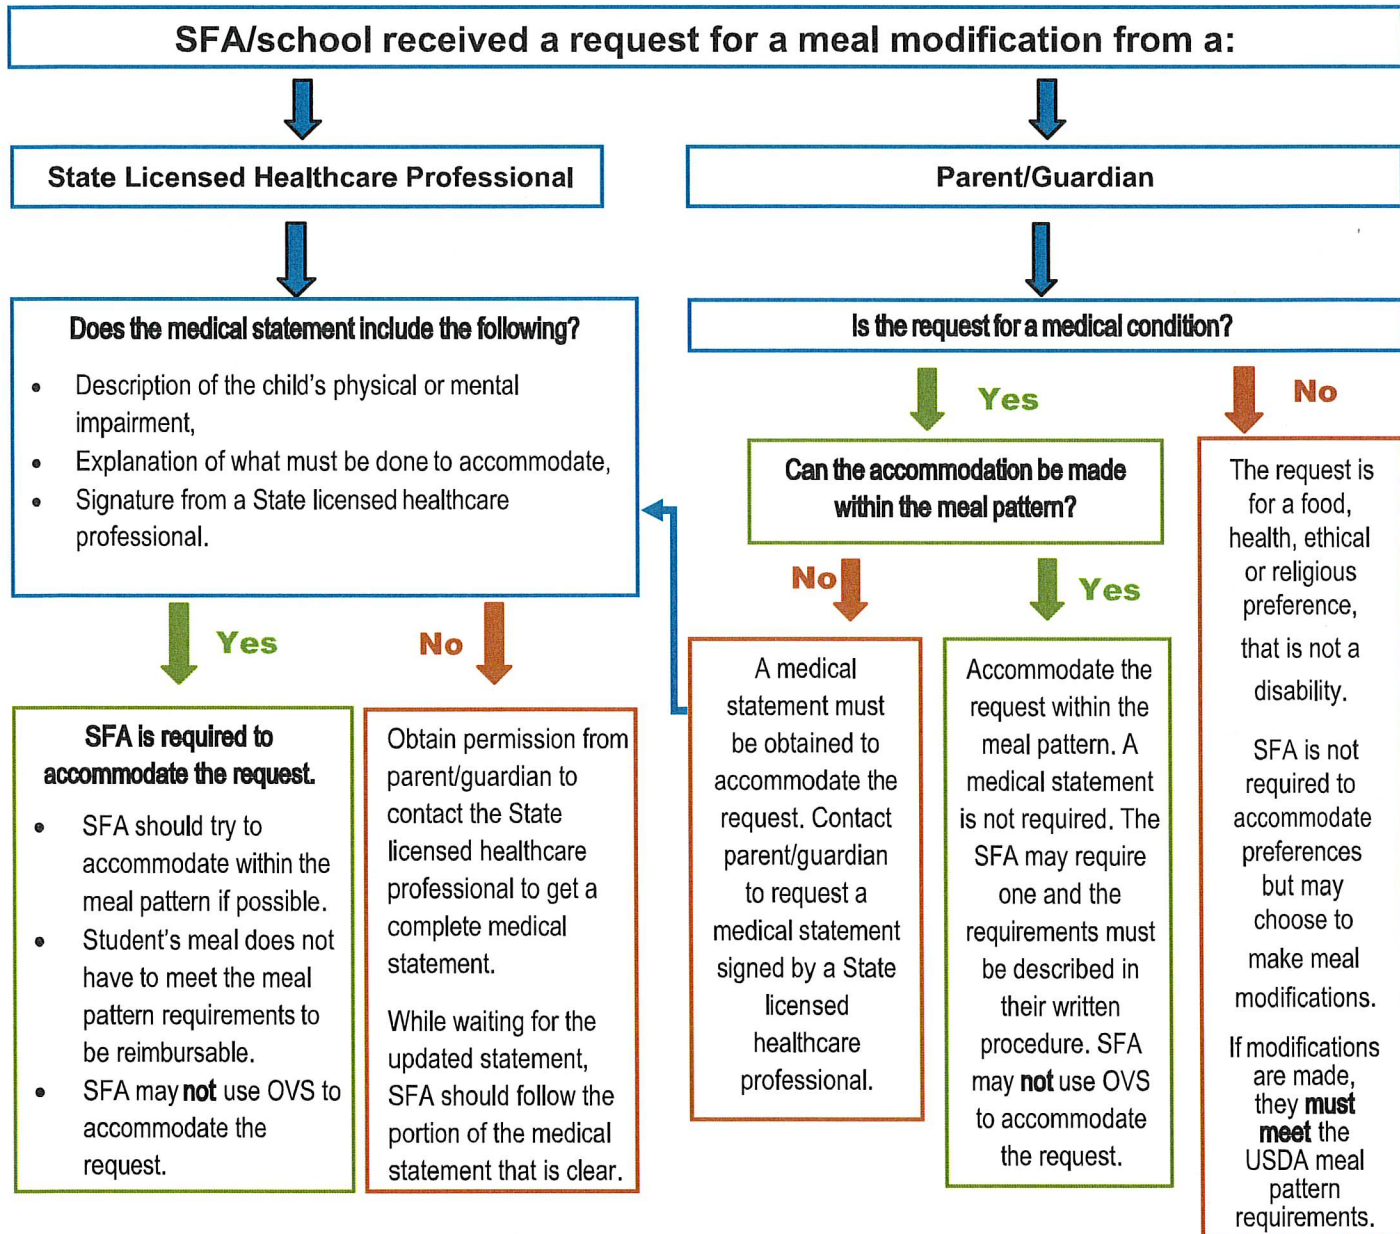 SFA/school received a request for a meal modification from a:
State Licensed Healthcare Professional
Parent/Guardian
Does the medical statement include the following?
• Description of the child's physical or mental
impairment,
• Explanation of what must be done to accommodate,
• Signature from a State licensed healthcare
professional.
Is the request for a medical condition?
Yes
No
Can the accommodation be made
within the meal pattern?
No
Yes
Yes
No
SFA is required to
accommodate the request.
• SFA should try to
accommodate within the
meal pattern if possible.
• Student's meal does not
have to meet the meal
pattern requirements to
be reimbursable.
• SFA may not use OVS to
accommodate the
request.
Obtain permission from
parent/guardian to
contact the State
licensed healthcare
professional to get a
complete medical
statement.
While waiting for the
updated statement,
SFA should follow the
portion of the medical
statement that is clear.
A medical
statement must
be obtained to
accommodate the
request. Contact
parent/guardian
to request a
medical statement
signed by a State
licensed
healthcare
professional.
Accommodate the
request within the
meal pattern. A
medical statement
is not required. The
SFA may require
one and the
requirements must
be described in
their written
procedure. SFA
may not use OVS
to accommodate
the request.
The request is
for a food,
health, ethical
or religious
preference,
that is not a
disability.
SFA is not
required to
accommodate
preferences
but may
choose to
make meal
modifications.
If modifications
are made,
they must
meet the
USDA meal
pattern
requirements.